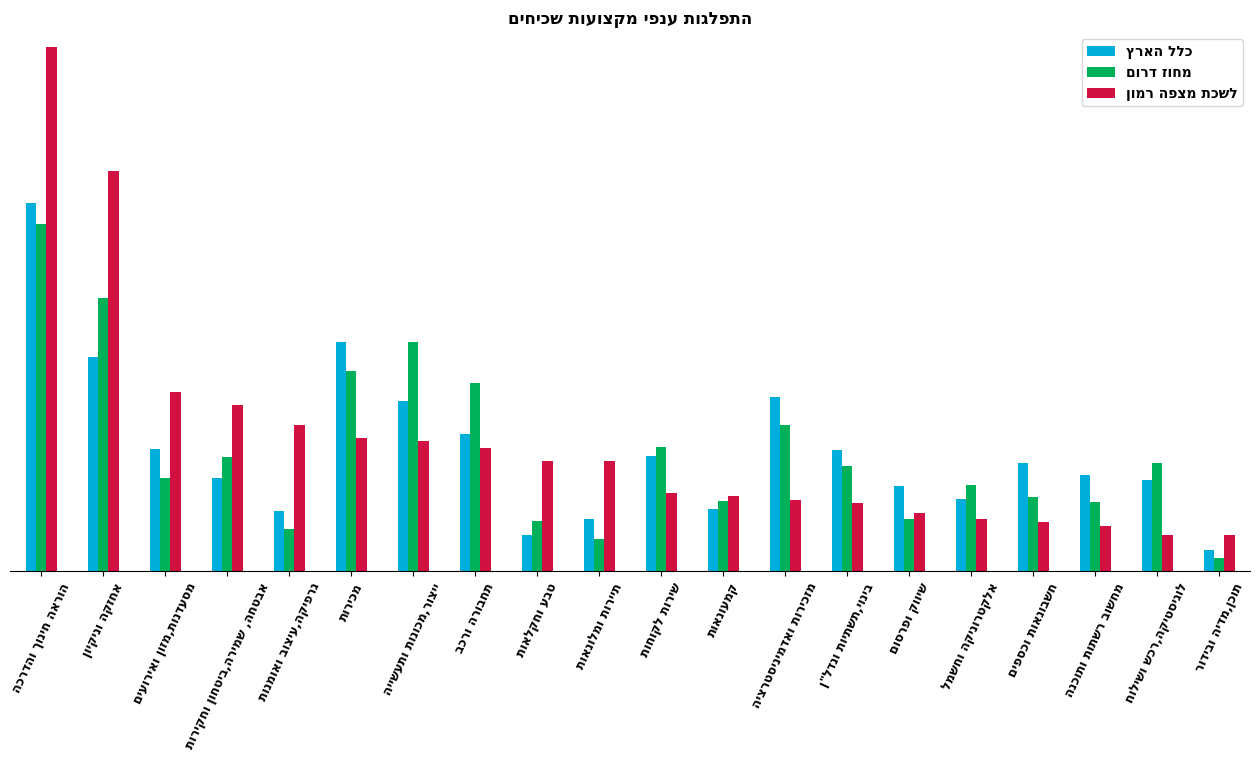 התפלגות ענפי מקצועות שכיחים
כלל הארץ
מחוז דרום
לשכת מצפה רמון
הוראה חינוך והדרכה
אחזקה וניקיון
מסעדנות,מזון ואירועים
אבטחה, שמירה,ביטחון וחקירות
גרפיקה,עיצוב ואומנות
מכירות
ייצור,מכונות ותעשייה
תחבורה ורכב
טבע וחקלאות
תיירות ומלונאות
שירות לקוחות
קמעונאות
מזכירות ואדמיניסטרציה
בינוי,תשתיות ונדל''ן
שיווק ופרסום
אלקטרוניקה וחשמל
חשבונאות וכספים
מחשוב רשתות ותוכנה
לוגיסטיקה,רכש ושילוח
תוכן,מדיה ובידור